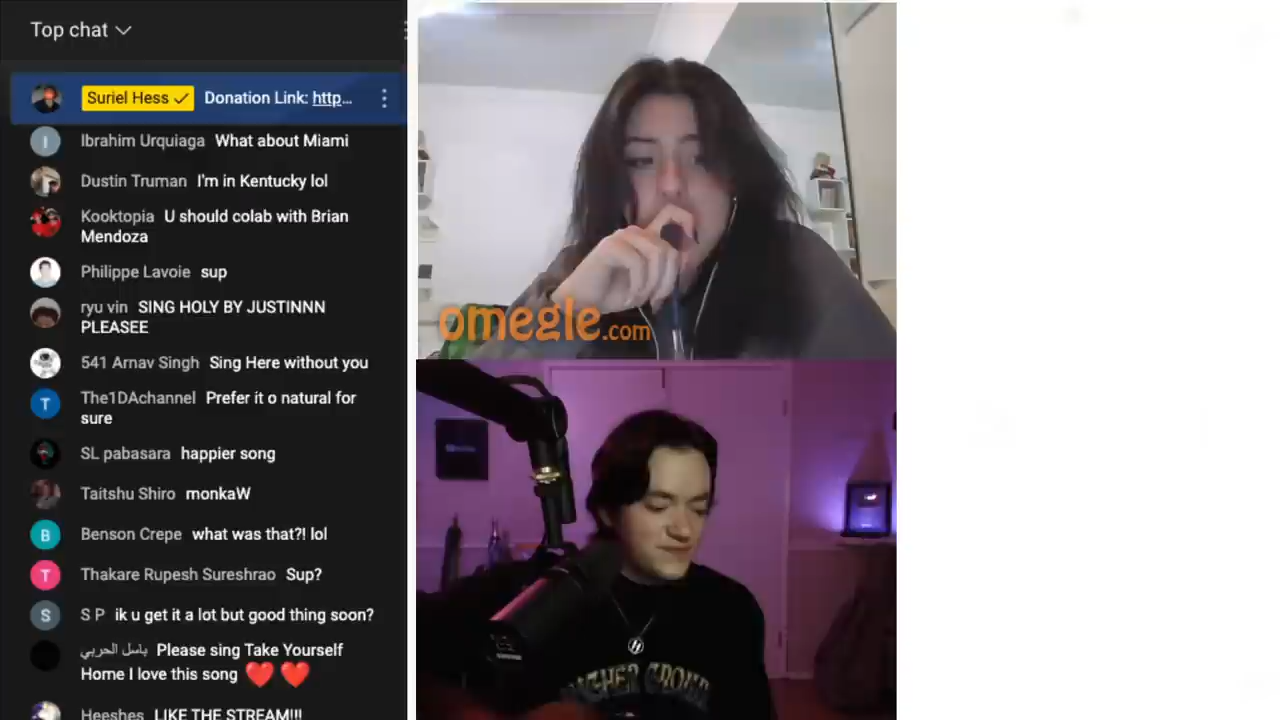 Top chat
Suriel Hess Donation Link: http...
Ibrahim Urquiaga What about Miami
Dustin Truman I'm in Kentucky lol
Kooktopia U should colab with Brian
Mendoza
Philippe Lavoie sup
ryu vin SING HOLY BY JUSTINNN
PLEASEE
541 Arnav Singh Sing Here without you
The1DAchannel Prefer it o natural for
sure
SL pabasara happier song
Taitshu Shiro monkaW
Benson Crepe what was that?! lol
Thakare Rupesh Sureshrao Sup?
S P ik u get it a lot but good thing soon?
باسل الحربي Please sing Take Yourself
Home I love this song ❤️ ❤️
Heeshes LIKE THE STREAM!!!
I
T
B
T
S
omegle.com
HIGHER GROUND